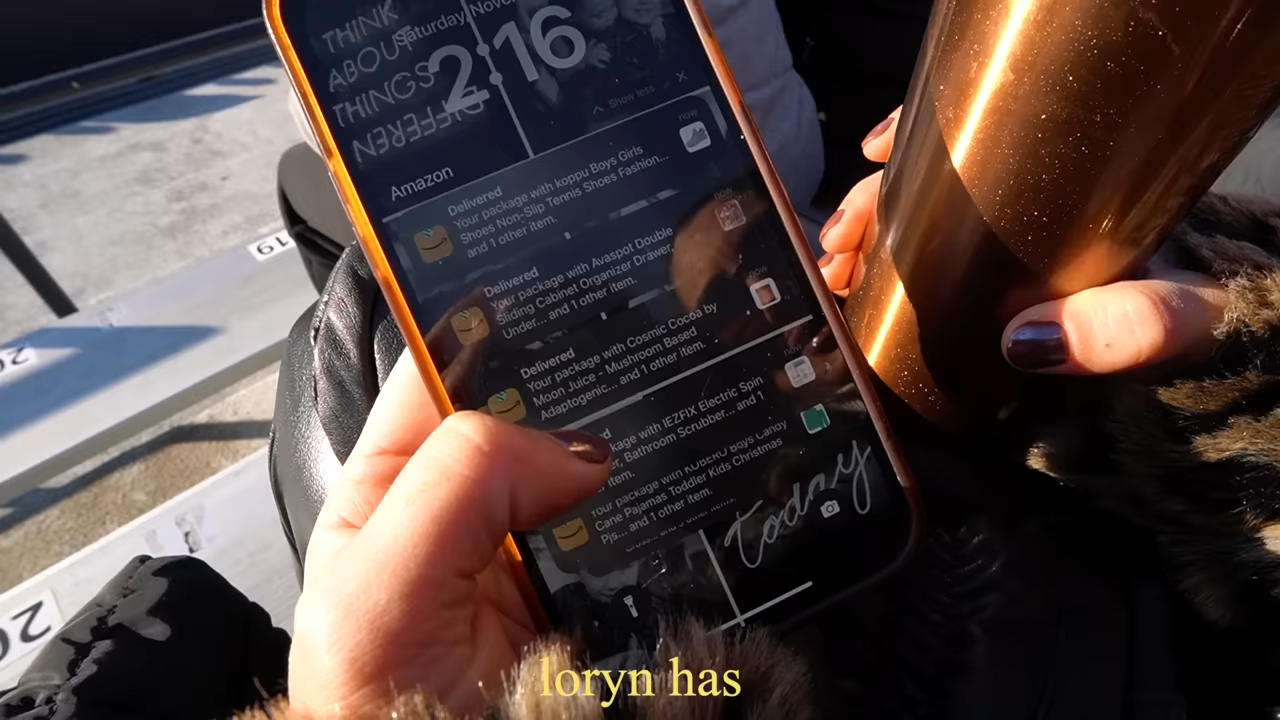 THINK
ABOUT
THINGS
DIFFEREN
Saturday, Nove
2:16
Show less
Amazon
now
Delivered
Your package with koppu Boys Girls
Shoes Non-Slip Tennis Shoes Fashion...
and 1 other item.
now
Delivered
Your package with Avaspot Double
Sliding Cabinet Organizer Drawer,
Under... and 1 other item.
now
Delivered
Your package with Cosmic Cocoa by
Moon Juice - Mushroom Based
Adaptogenic... and 1 other item.
now
ed
kage with IEZFIX Electric Spin
r, Bathroom Scrubber... and 1
item.
Your package with Boys Candy
Cane Pajamas Toddler Kids Christmas
Pjs... and 1 other item.
today
19
20
20
loryn has